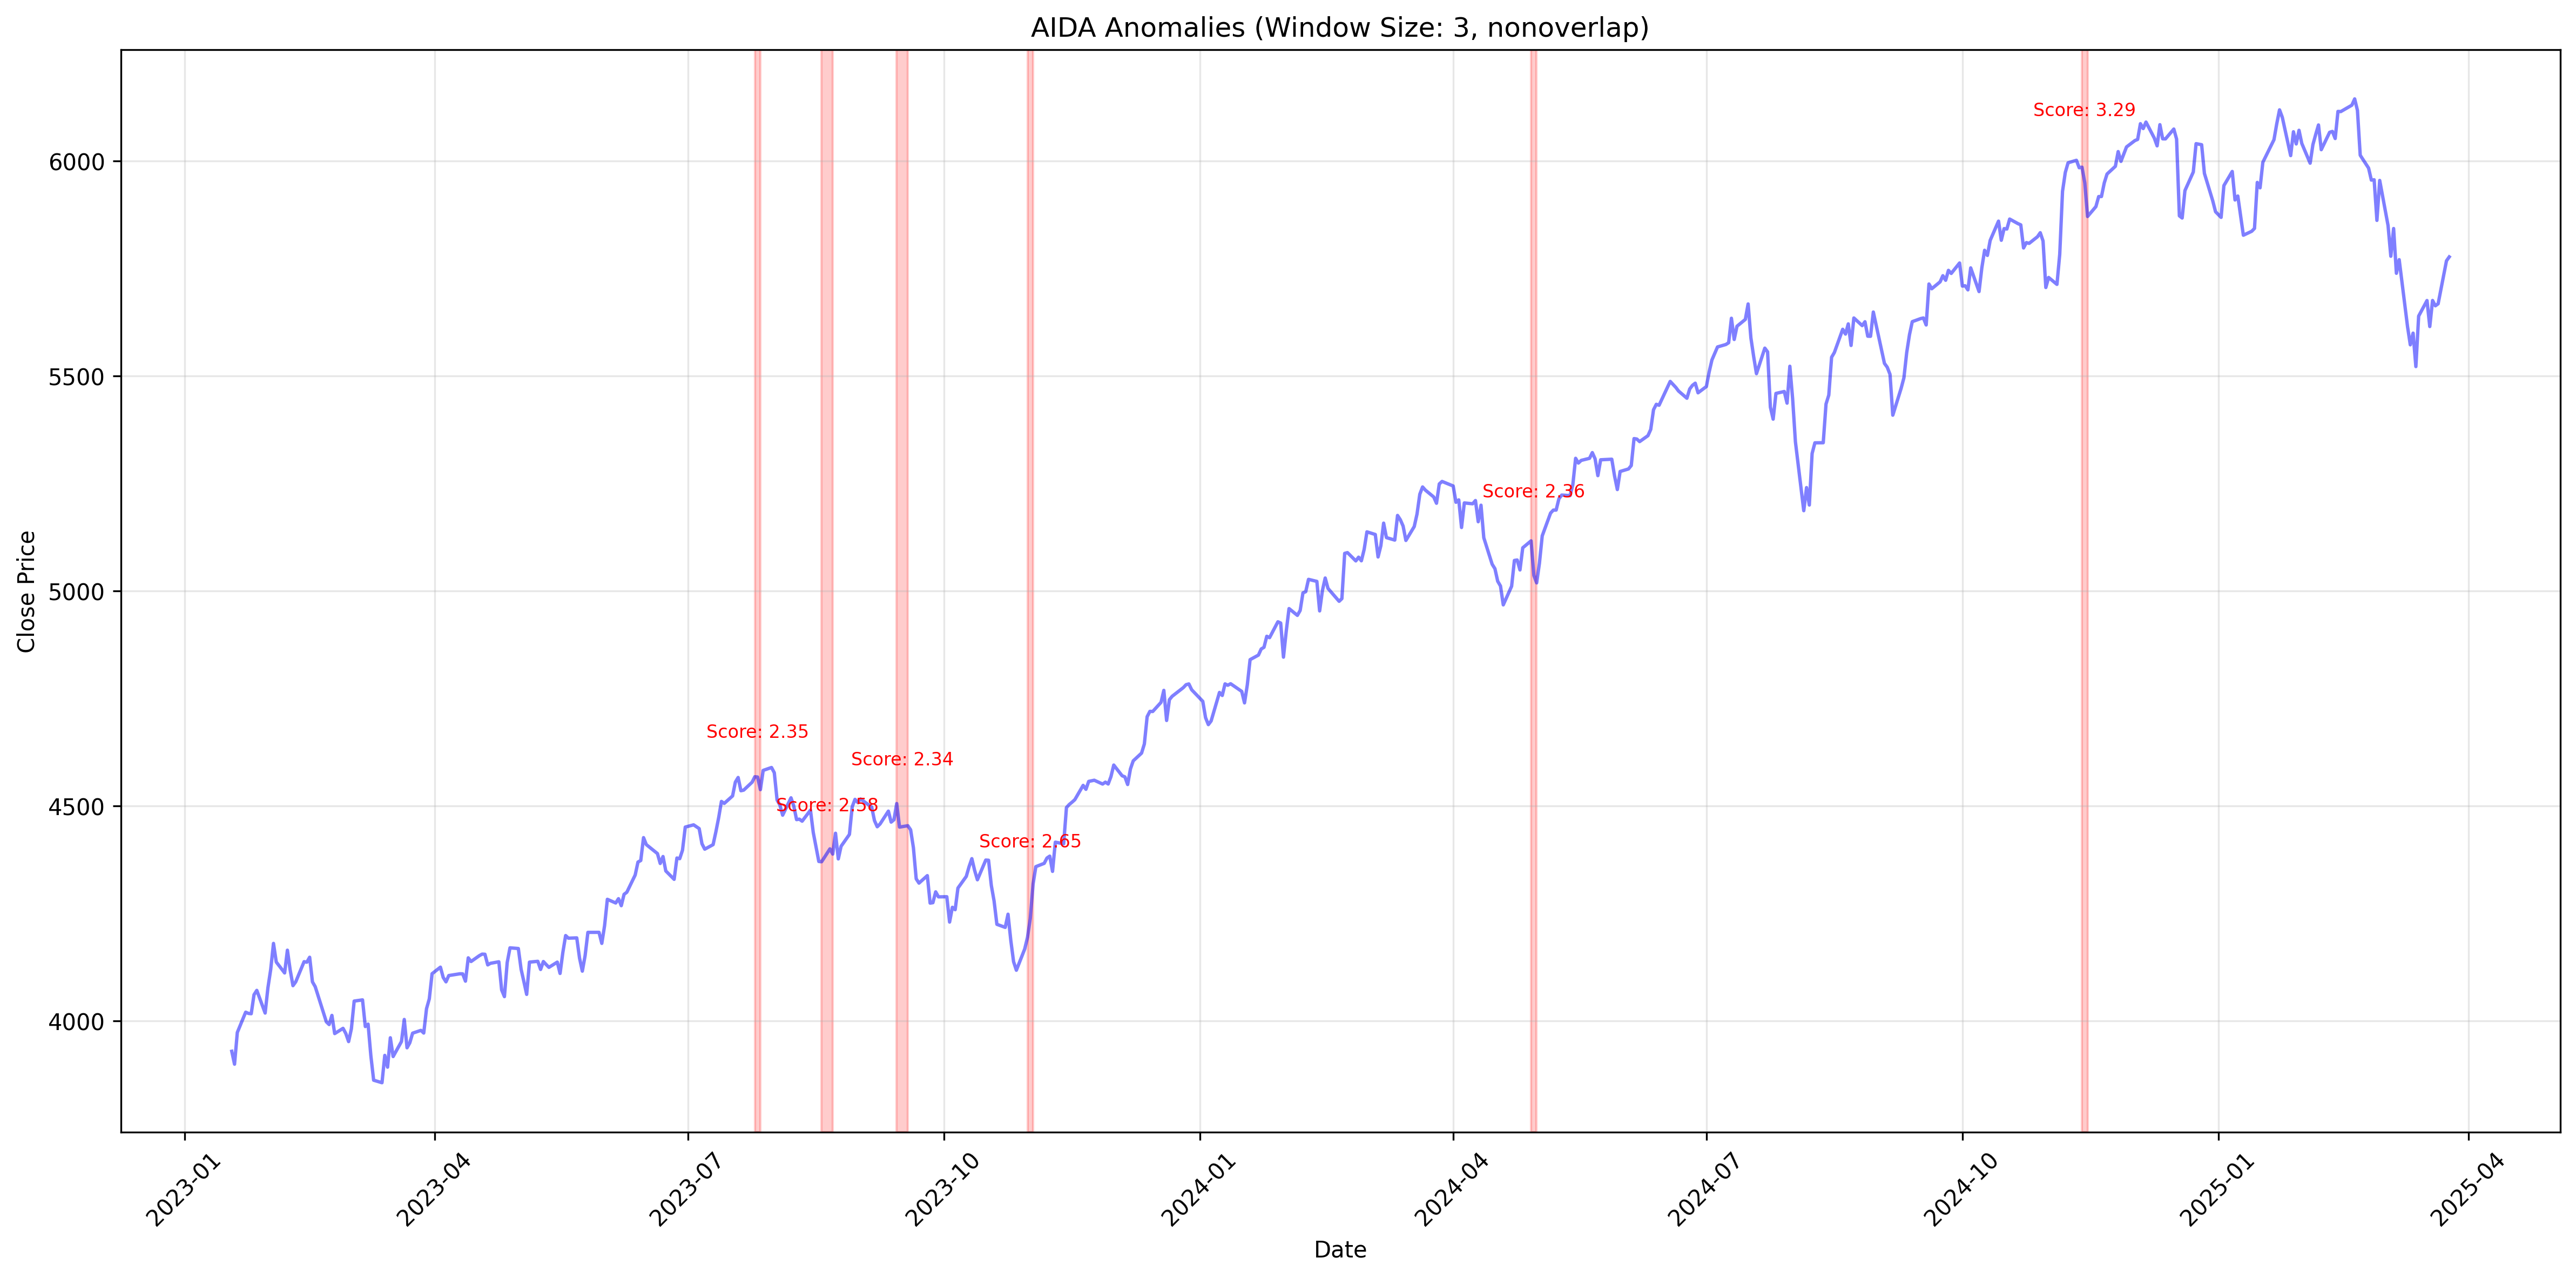 AIDA Anomalies (Window Size: 3, nonoverlap)
Score: 3.29
6000
5500
Score: 2.36
5000
Close Price
Score: 2.35
Score: 2.34
4500
Score: 2.58
Score: 2.65
4000
2023-01
2023-04
2023-07
2023-10
2024-01
2024-04
2024-07
2024-10
2025-01
2025-04
Date